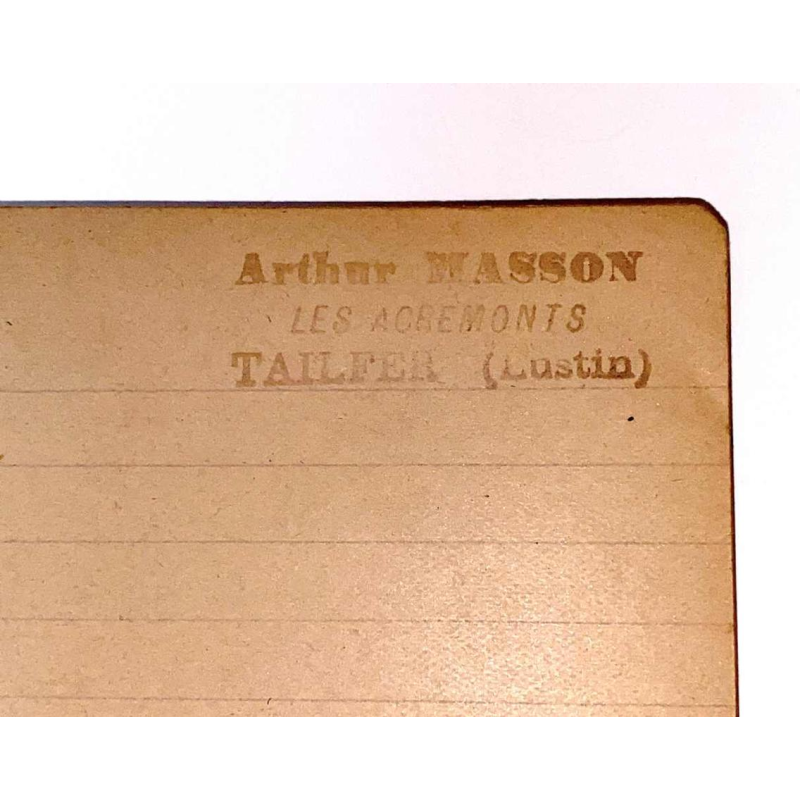 Arthur MASSON
LES ACREMONTS
TAILFER (Lustin)